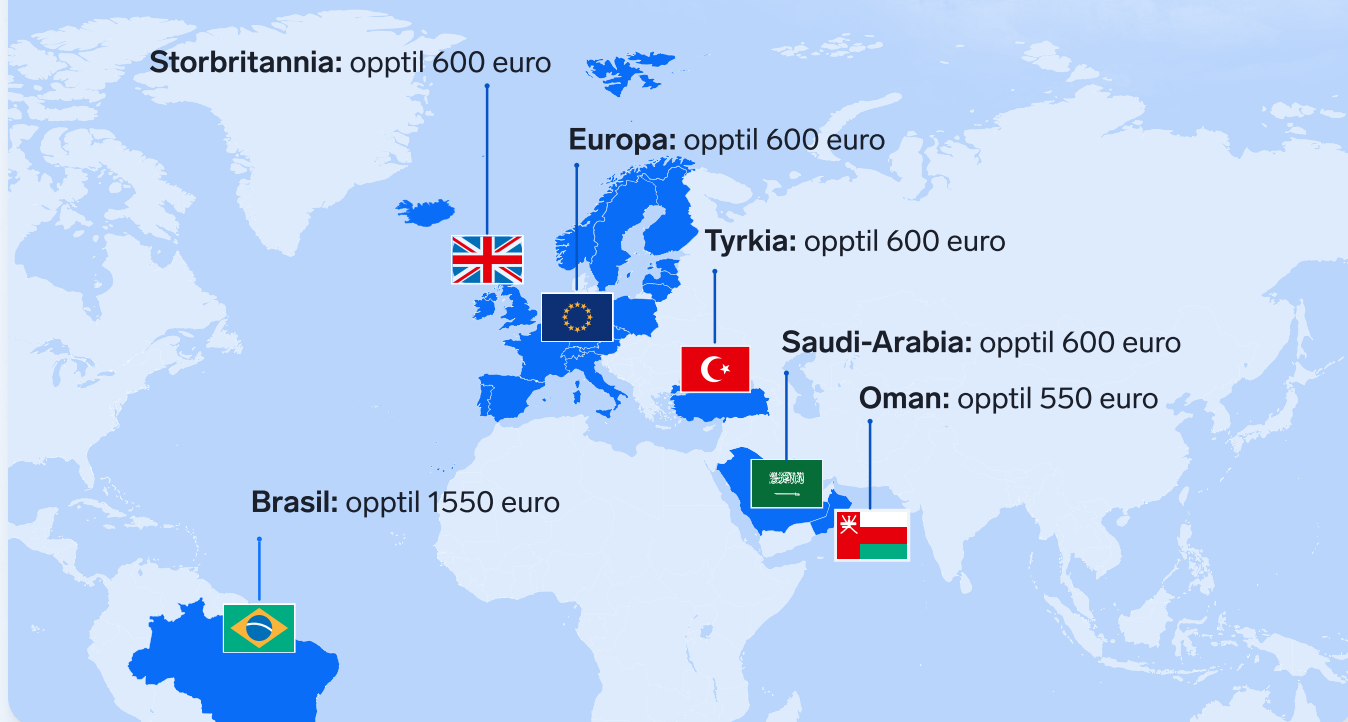 Storbritannia: opptil 600 euro
Europa: opptil 600 euro
Tyrkia: opptil 600 euro
Saudi-Arabia: opptil 600 euro
Oman: opptil 550 euro
Brasil: opptil 1550 euro